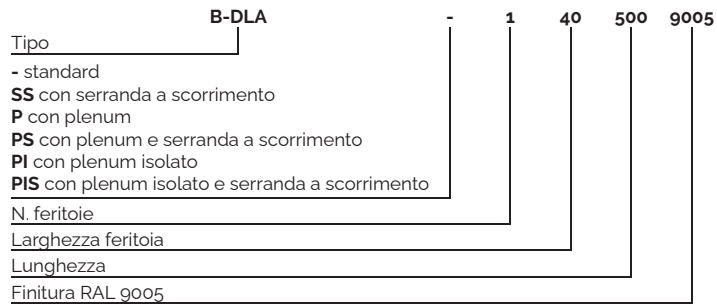 B-DLA - 1 40 500 9005
Tipo
- standard
SS con serranda a scorrimento
P con plenum
PS con plenum e serranda a scorrimento
PI con plenum isolato
PIS con plenum isolato e serranda a scorrimento
N. feritoie
Larghezza feritoia
Lunghezza
Finitura RAL 9005